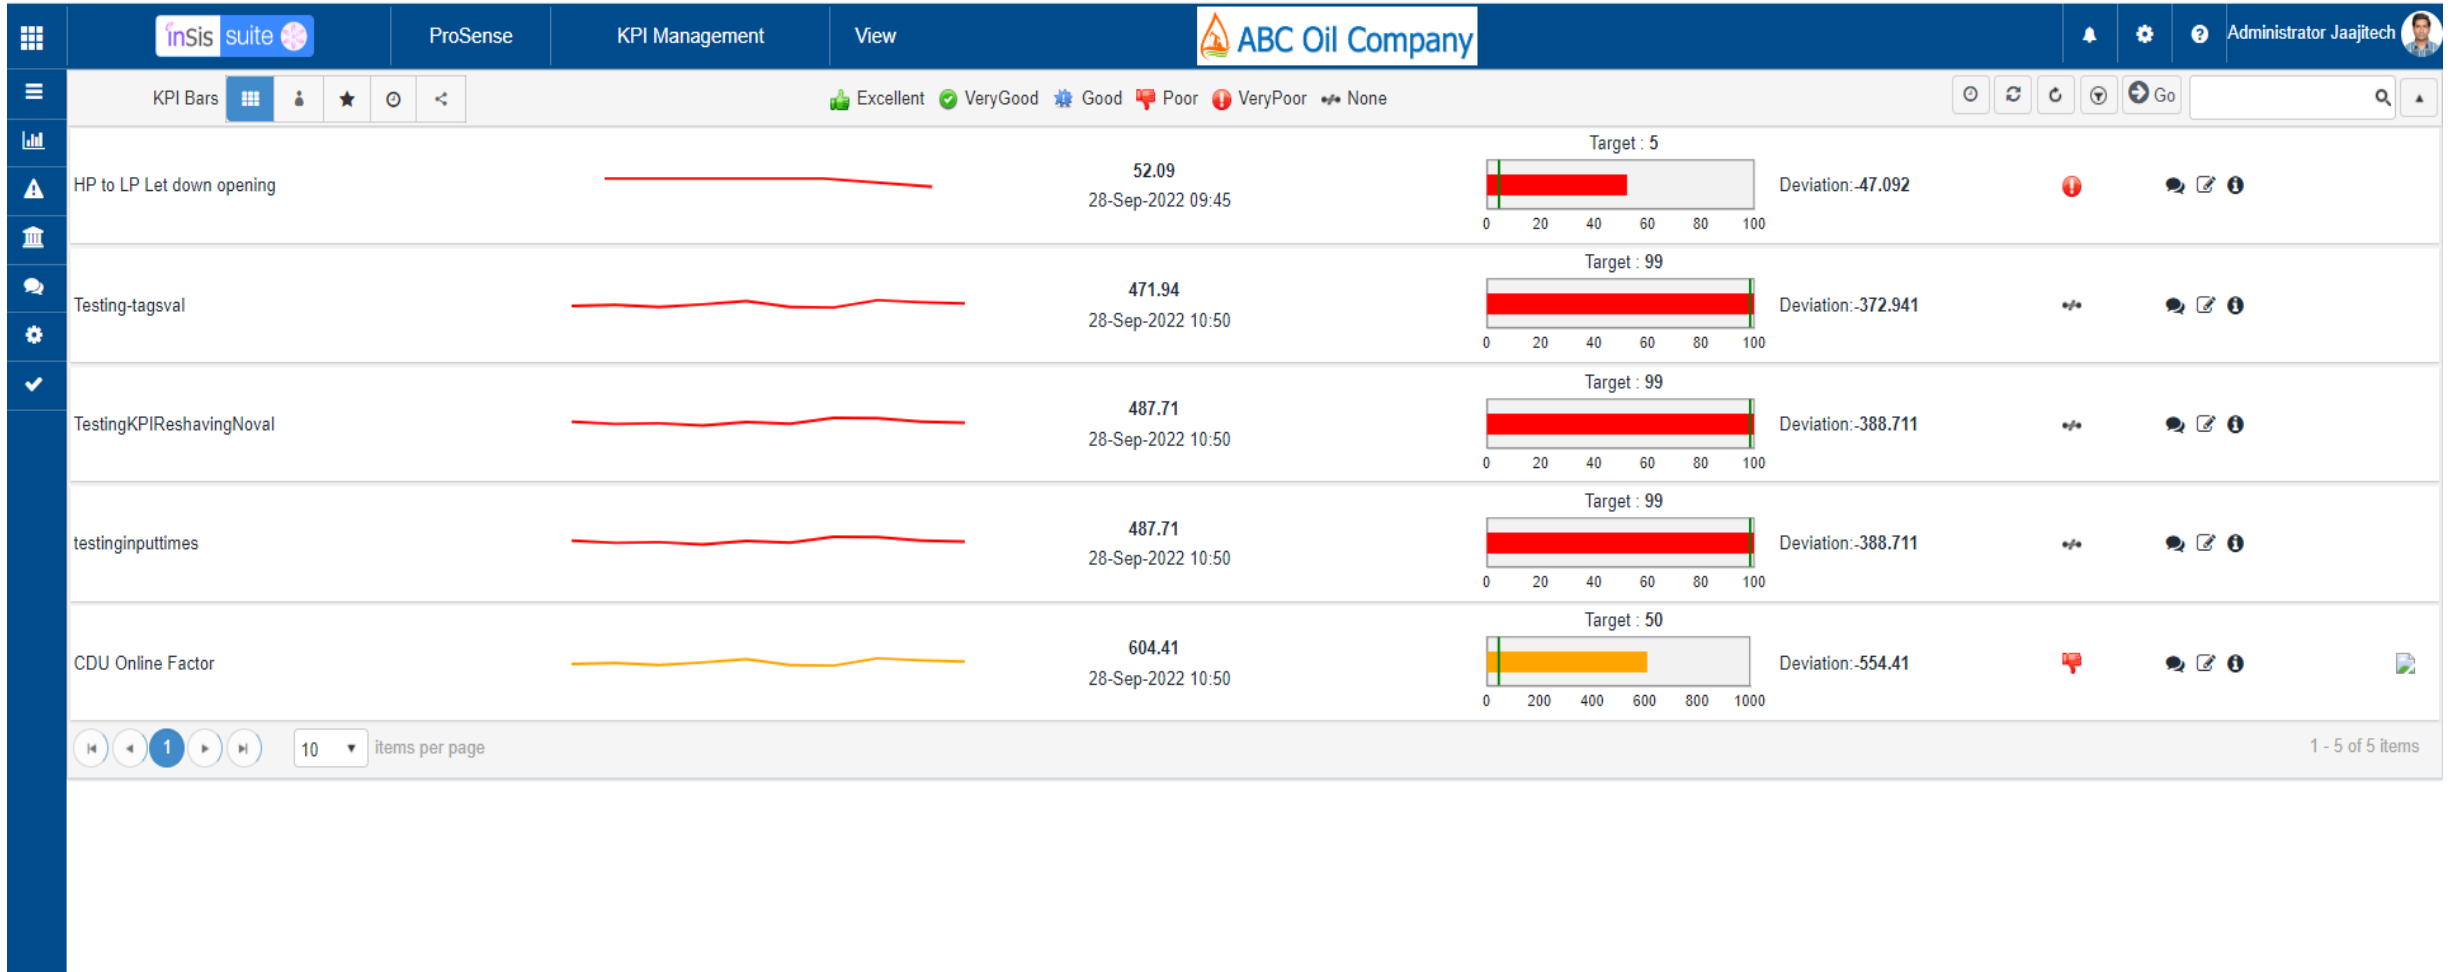 inSis suite
ProSense
KPI Management
View
ABC Oil Company
Administrator Jaajitech
KPI Bars
Excellent VeryGood Good Poor VeryPoor None
Go
HP to LP Let down opening
52.09
28-Sep-2022 09:45
Target : 5
0 20 40 60 80 100
Deviation:-47.092
Testing-tagsval
471.94
28-Sep-2022 10:50
Target : 99
0 20 40 60 80 100
Deviation:-372.941
TestingKPIReshavingNoval
487.71
28-Sep-2022 10:50
Target : 99
0 20 40 60 80 100
Deviation:-388.711
testinginputtimes
487.71
28-Sep-2022 10:50
Target : 99
0 20 40 60 80 100
Deviation:-388.711
CDU Online Factor
604.41
28-Sep-2022 10:50
Target : 50
0 200 400 600 800 1000
Deviation:-554.41
1
10
items per page
1 - 5 of 5 items